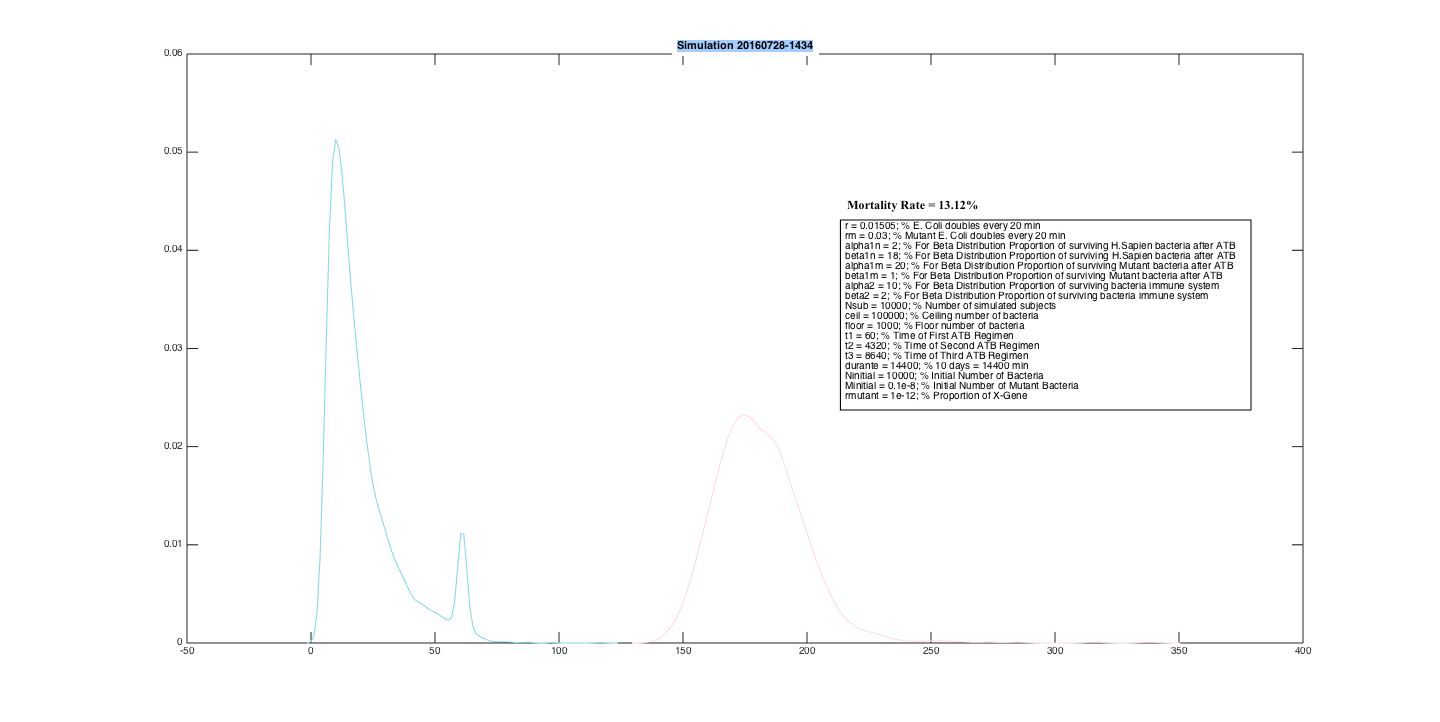 Simulation 20160728-1434
0.06
0.05
0.04
0.03
0.02
0.01
0
-50 0 50 100 150 200 250 300 350 400
Mortality Rate = 13.12%
r = 0.01505; % E. Coli doubles every 20 min
rm = 0.03; % Mutant E. Coli doubles every 20 min
alpha1n = 2; % For Beta Distribution Proportion of surviving H.Sapien bacteria after ATB
beta1n = 18; % For Beta Distribution Proportion of surviving H.Sapien bacteria after ATB
alpha1m = 20; % For Beta Distribution Proportion of surviving Mutant bacteria after ATB
beta1m = 1; % For Beta Distribution Proportion of surviving Mutant bacteria after ATB
alpha2 = 10; % For Beta Distribution Proportion of surviving bacteria immune system
beta2 = 2; % For Beta Distribution Proportion of surviving bacteria immune system
Nsub = 10000; % Number of simulated subjects
ceil = 100000; % Ceiling number of bacteria
floor = 1000; % Floor number of bacteria
t1 = 60; % Time of First ATB Regimen
t2 = 4320; % Time of Second ATB Regimen
t3 = 8640; % Time of Third ATB Regimen
durante = 14400; % 10 days = 14400 min
Ninitial = 10000; % Initial Number of Bacteria
Minitial = 0.1e-8; % Initial Number of Mutant Bacteria
rmutant = 1e-12; % Proportion of X-Gene